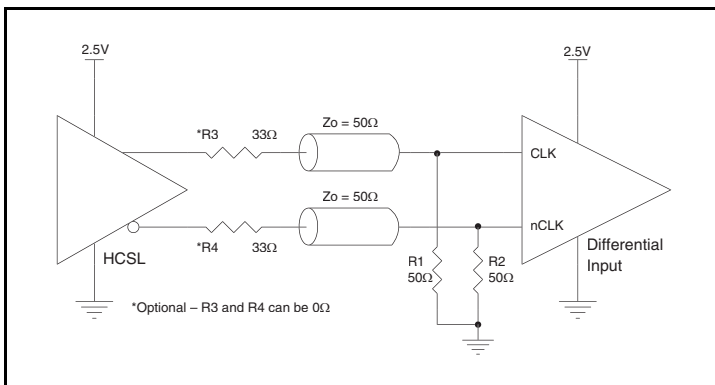 2.5V
2.5V
*R3 33Ω
Zo = 50Ω
CLK
Zo = 50Ω
nCLK
*R4 33Ω
HCSL
Differential
Input
R1
50Ω
R2
50Ω
*Optional – R3 and R4 can be 0Ω